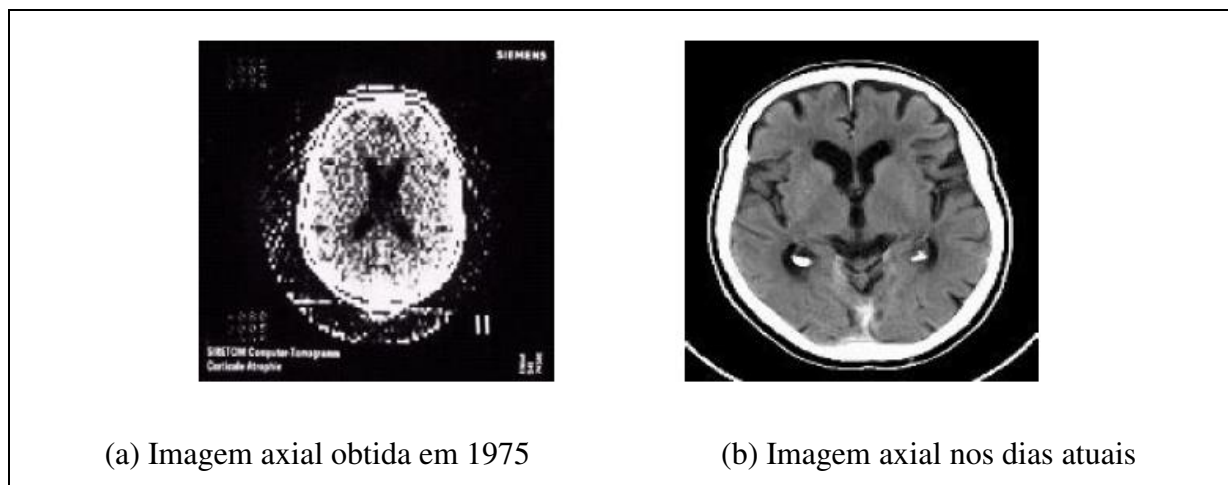 SIEMENS
SIRETOM Computer-Tomogramm
Corticale Atrophie
(a) Imagem axial obtida em 1975
(b) Imagem axial nos dias atuais